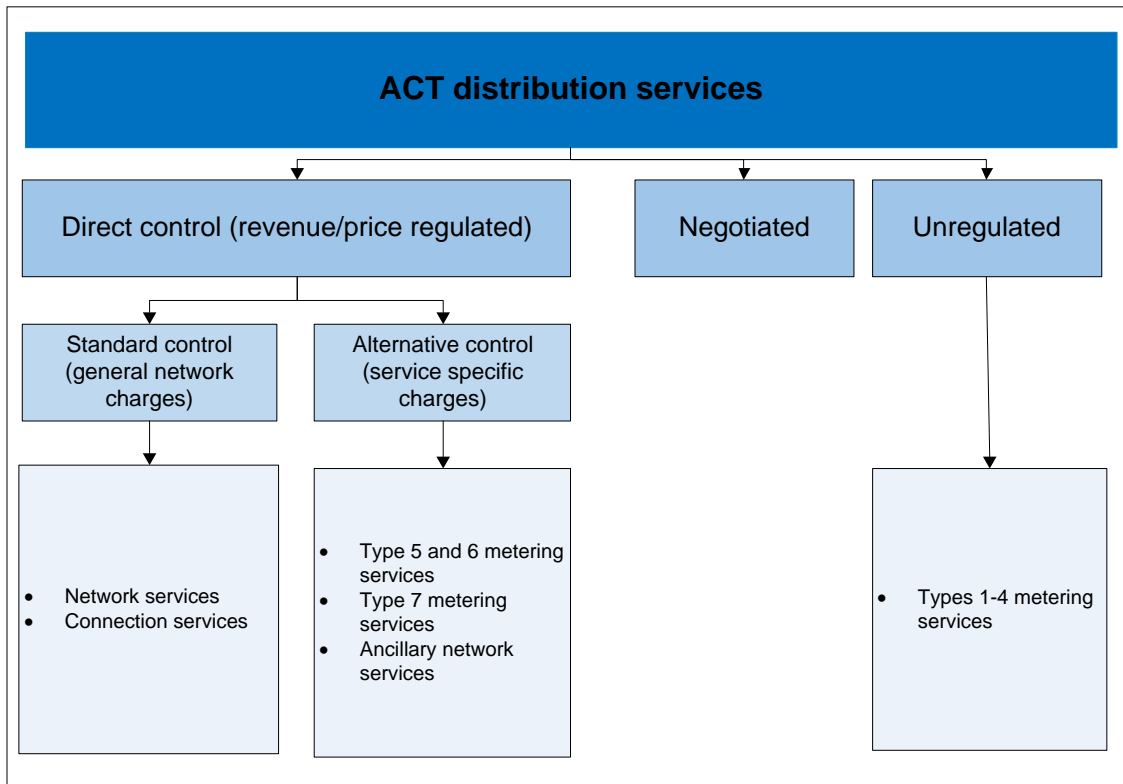 ACT distribution services
Direct control (revenue/price regulated)
Negotiated
Unregulated
Standard control
(general network
charges)
Alternative control
(service specific
charges)
• Network services
• Connection services
• Type 5 and 6 metering
services
• Type 7 metering
services
• Ancillary network
services
• Types 1-4 metering
services